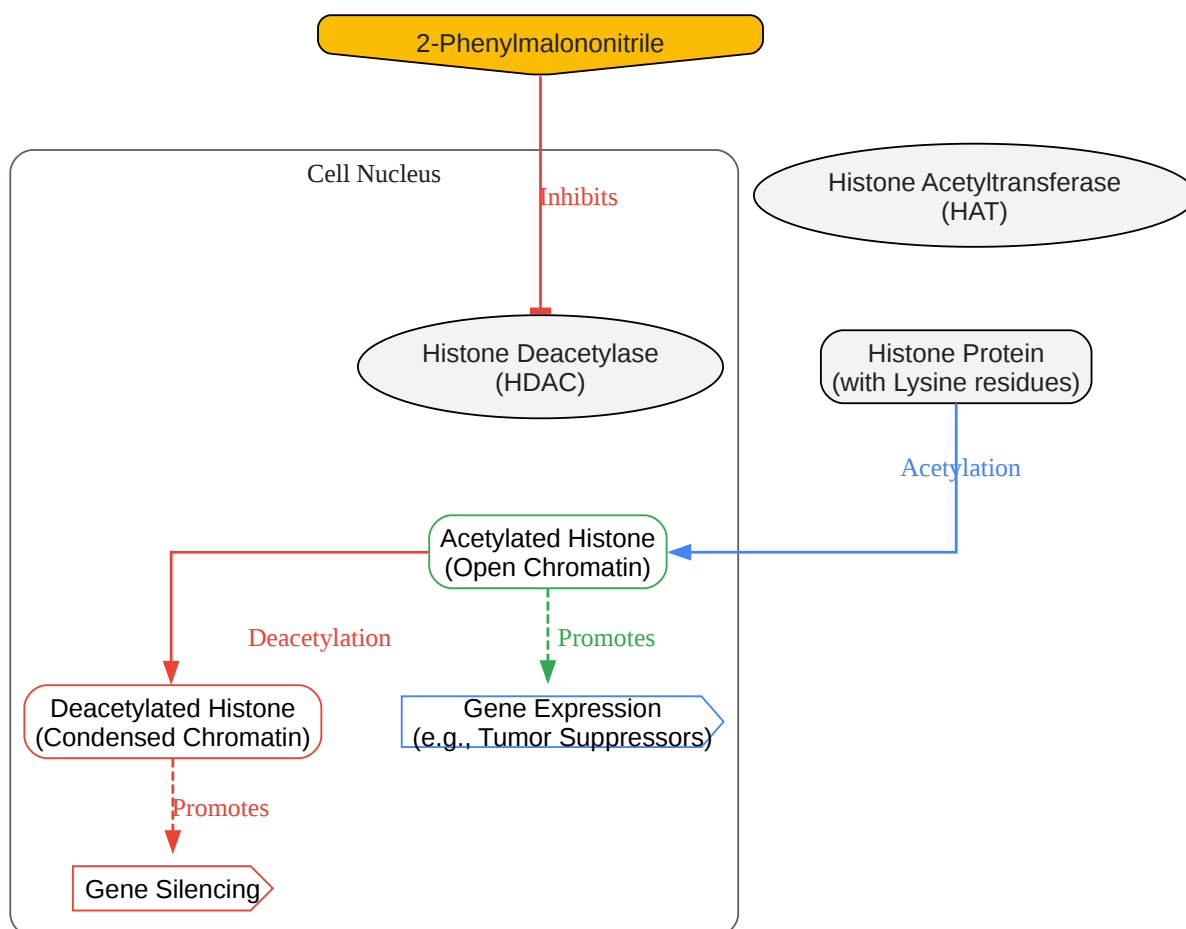 2-Phenylmalononitrile
Cell Nucleus
Inhibits
Histone Acetyltransferase
(HAT)
Histone Deacetylase
(HDAC)
Histone Protein
(with Lysine residues)
Acetylation
Acetylated Histone
(Open Chromatin)
Deacetylation
Promotes
Deacetylated Histone
(Condensed Chromatin)
Gene Expression
(e.g., Tumor Suppressors)
Promotes
Gene Silencing